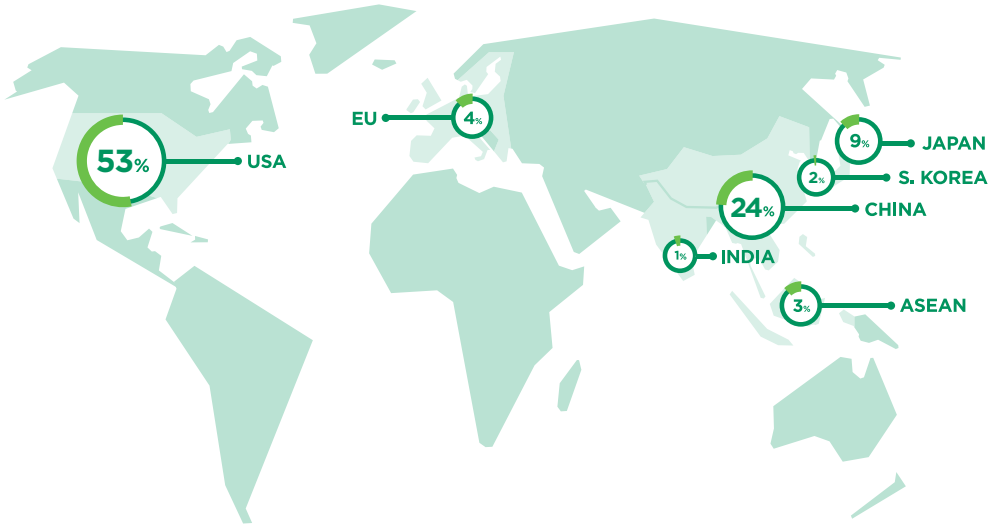 EU
4%
53%
USA
9%
JAPAN
2%
S. KOREA
24%
CHINA
1%
INDIA
3%
ASEAN